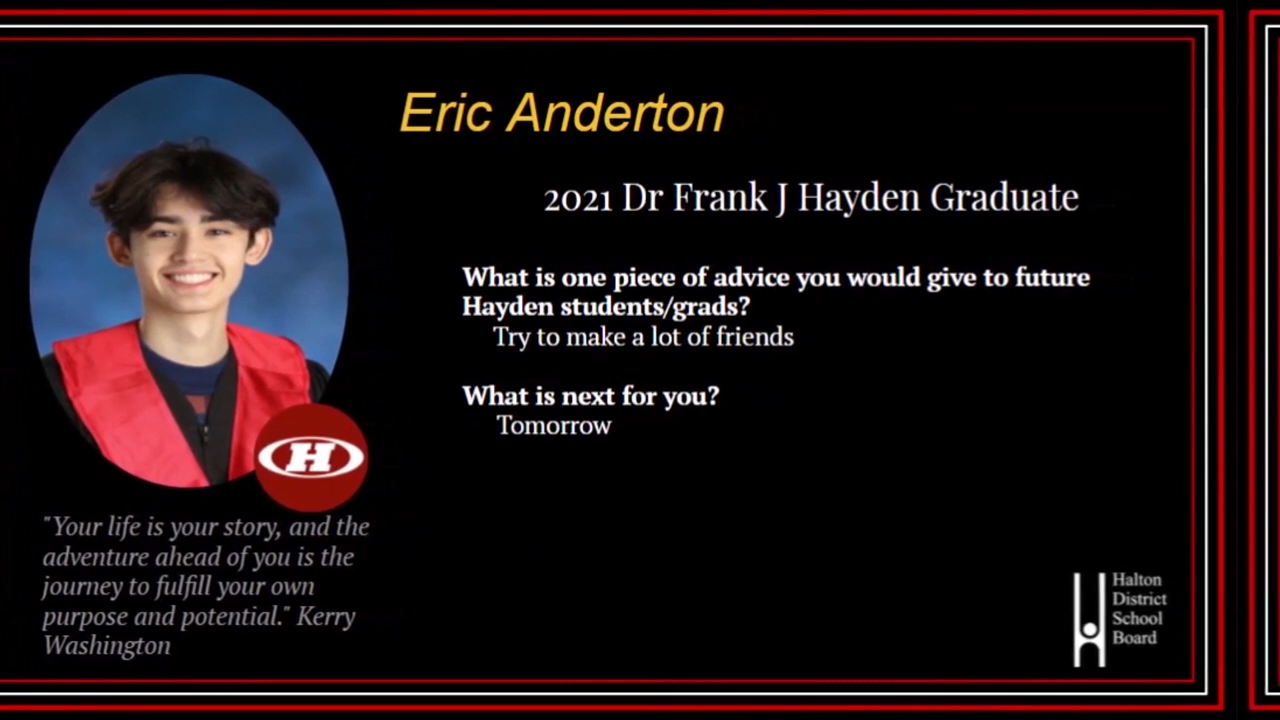 Eric Anderton
2021 Dr Frank J Hayden Graduate
What is one piece of advice you would give to future
Hayden students/grads?
Try to make a lot of friends
What is next for you?
Tomorrow
H
"Your life is your story, and the
adventure ahead of you is the
journey to fulfill your own
purpose and potential." Kerry
Washington
Halton
District
School
Board